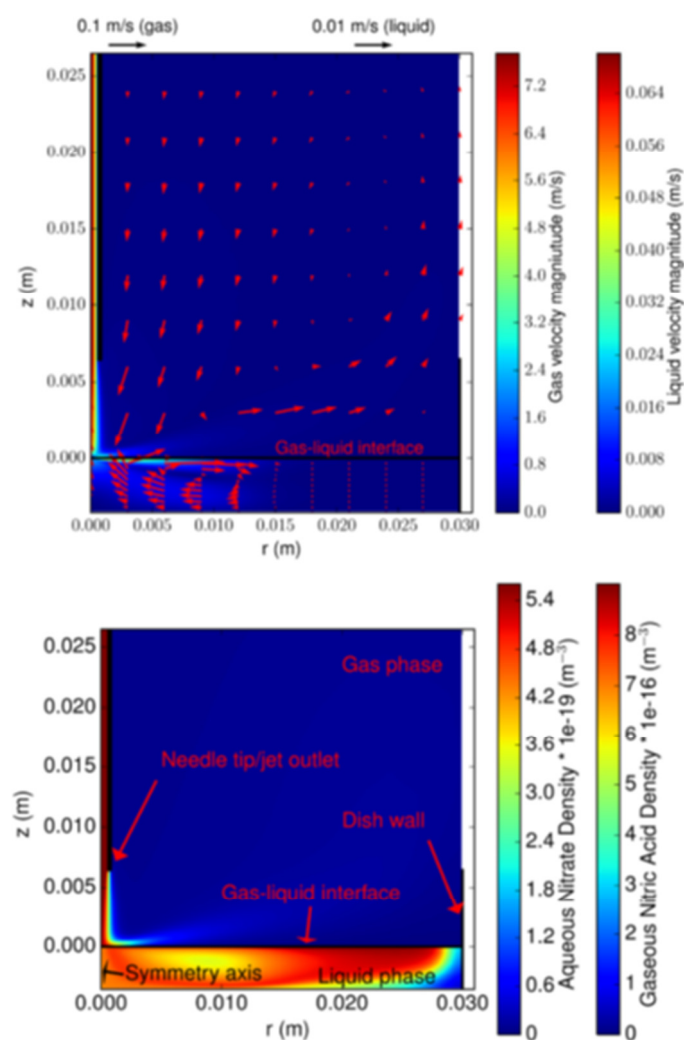 0.1 m/s (gas)
0.01 m/s (liquid)
0.025
0.020
0.015
0.010
0.005
0.000
z (m)
Gas-liquid interface
0.000 0.005 0.010 0.015 0.020 0.025 0.030
r (m)
7.2
6.4
5.6
4.8
4.0
3.2
2.4
1.6
0.8
0.0
Gas velocity magniutude (m/s)
0.064
0.056
0.048
0.040
0.032
0.024
0.016
0.008
0.000
Liquid velocity magnitude (m/s)
0.025
0.020
0.015
0.010
0.005
0.000
z (m)
Gas phase
Needle tip/jet outlet
Dish wall
Gas-liquid interface
Symmetry axis
Liquid phase
0.000 0.010 0.020 0.030
r (m)
5.4
4.8
4.2
3.6
3.0
2.4
1.8
1.2
0.6
0
Aqueous Nitrate Density * 1e-19 (m⁻³)
8
7
6
5
4
3
2
1
0
Gaseous Nitric Acid Density * 1e-16 (m⁻³)